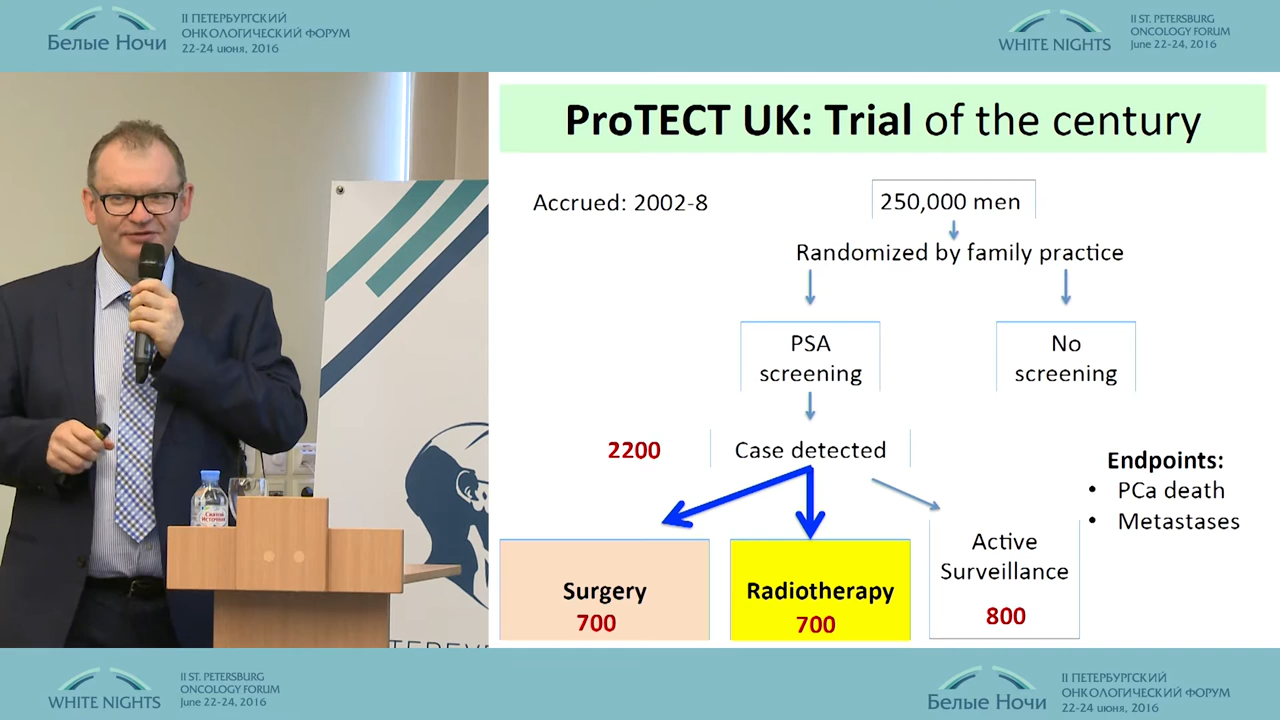 II ПЕТЕРБУРГСКИЙ
ОНКОЛОГИЧЕСКИЙ ФОРУМ
Белые Ночи
22-24 июня, 2016
II ST. PETERSBURG
ONCOLOGY FORUM
WHITE NIGHTS
June 22-24, 2016
ProTECT UK: Trial of the century
Accrued: 2002-8
250,000 men
Randomized by family practice
PSA
screening
No
screening
2200
Case detected
Endpoints:
• PCa death
• Metastases
Surgery
700
Radiotherapy
700
Active
Surveillance
800
Святой
Источник
WHITE NIGHTS
II ST. PETERSBURG
ONCOLOGY FORUM
June 22-24, 2016
Белые Ночи
II ПЕТЕРБУРГСКИЙ
ОНКОЛОГИЧЕСКИЙ ФОРУМ
22-24 июня, 2016